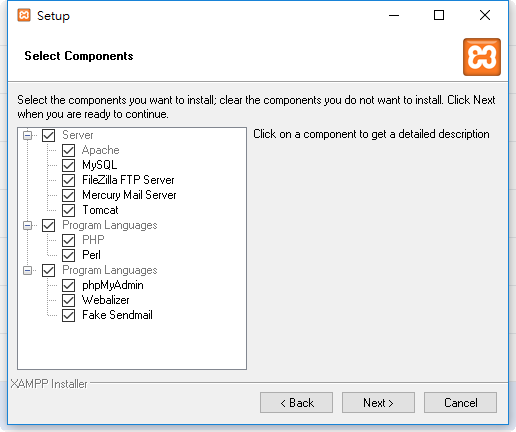 Setup
Select Components
Select the components you want to install; clear the components you do not want to install. Click Next
when you are ready to continue.
Server
Apache
MySQL
FileZilla FTP Server
Mercury Mail Server
Tomcat
Program Languages
PHP
Perl
Program Languages
phpMyAdmin
Webalizer
Fake Sendmail
Click on a component to get a detailed description
XAMPP Installer
< Back
Next >
Cancel